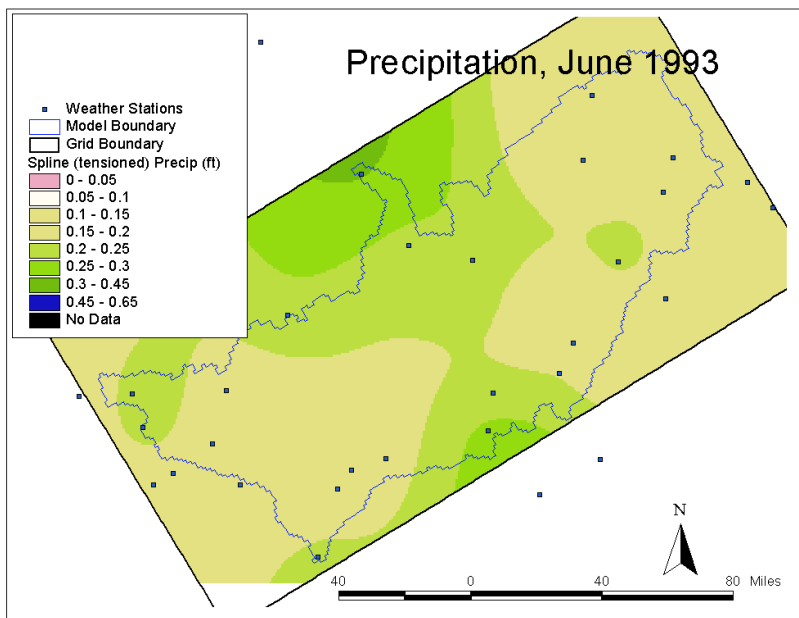 Precipitation, June 1993
Weather Stations
Model Boundary
Grid Boundary
Spline (tensioned) Precip (ft)
0 - 0.05
0.05 - 0.1
0.1 - 0.15
0.15 - 0.2
0.2 - 0.25
0.25 - 0.3
0.3 - 0.45
0.45 - 0.65
No Data
N
40 0 40 80 Miles